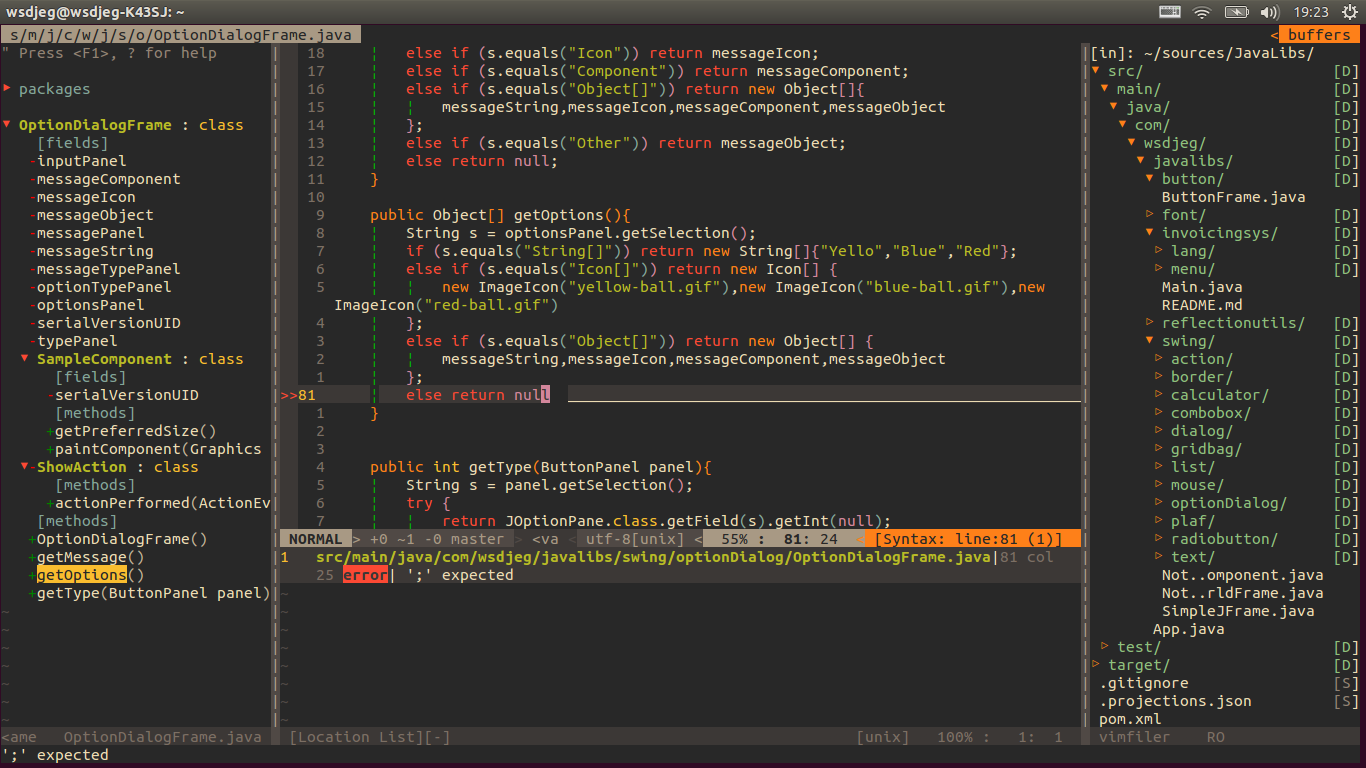 wsdjeg@wsdjeg-K43SJ: ~
19:23
s/m/j/c/w/j/s/o/OptionDialogFrame.java
< buffers
" Press <F1>, ? for help
packages
OptionDialogFrame : class
[fields]
-inputPanel
-messageComponent
-messageIcon
-messageObject
-messagePanel
-messageString
-messageTypePanel
-optionTypePanel
-optionsPanel
-serialVersionUID
-typePanel
SampleComponent : class
[fields]
-serialVersionUID
[methods]
+getPreferredSize()
+paintComponent(Graphics
-ShowAction : class
[methods]
+actionPerformed(ActionEv
[methods]
+OptionDialogFrame()
+getMessage()
+getOptions()
+getType(ButtonPanel panel)
~
~
~
~
~
~
~
<ame OptionDialogFrame.java
18 else if (s.equals("Icon")) return messageIcon;
17 else if (s.equals("Component")) return messageComponent;
16 else if (s.equals("Object[]")) return new Object[]{
15 messageString,messageIcon,messageComponent,messageObject
14 };
13 else if (s.equals("Other")) return messageObject;
12 else return null;
11 }
10
9 public Object[] getOptions(){
8 String s = optionsPanel.getSelection();
7 if (s.equals("String[]")) return new String[]{"Yello","Blue","Red"};
6 else if (s.equals("Icon[]")) return new Icon[] {
5 new ImageIcon("yellow-ball.gif"),new ImageIcon("blue-ball.gif"),new
ImageIcon("red-ball.gif")
4 };
3 else if (s.equals("Object[]")) return new Object[] {
2 messageString,messageIcon,messageComponent,messageObject
1 };
>>81 else return null
1 }
2
3
4 public int getType(ButtonPanel panel){
5 String s = panel.getSelection();
6 try {
7 return JOptionPane.class.getField(s).getInt(null);
NORMAL > +0 ~1 -0 master > <va < utf-8[unix] < 55% : 81: 24 < [Syntax: line:81 (1)]
1 src/main/java/com/wsdjeg/javalibs/swing/optionDialog/OptionDialogFrame.java|81 col
25 error| ';' expected
~
~
~
~
~
~
~
~
[Location List][-] [unix] 100% : 1: 1
[in]: ~/sources/JavaLibs/
src/ [D]
main/ [D]
java/ [D]
com/ [D]
wsdjeg/ [D]
javalibs/ [D]
button/ [D]
ButtonFrame.java
font/ [D]
invoicingsys/ [D]
lang/ [D]
menu/ [D]
Main.java
README.md
reflectionutils/ [D]
swing/ [D]
action/ [D]
border/ [D]
calculator/ [D]
combobox/ [D]
dialog/ [D]
gridbag/ [D]
list/ [D]
mouse/ [D]
optionDialog/ [D]
plaf/ [D]
radiobutton/ [D]
text/ [D]
Not..omponent.java
Not..rldFrame.java
SimpleJFrame.java
App.java
test/ [D]
target/ [D]
.gitignore [S]
.projections.json [S]
pom.xml
vimfiler RO
';' expected